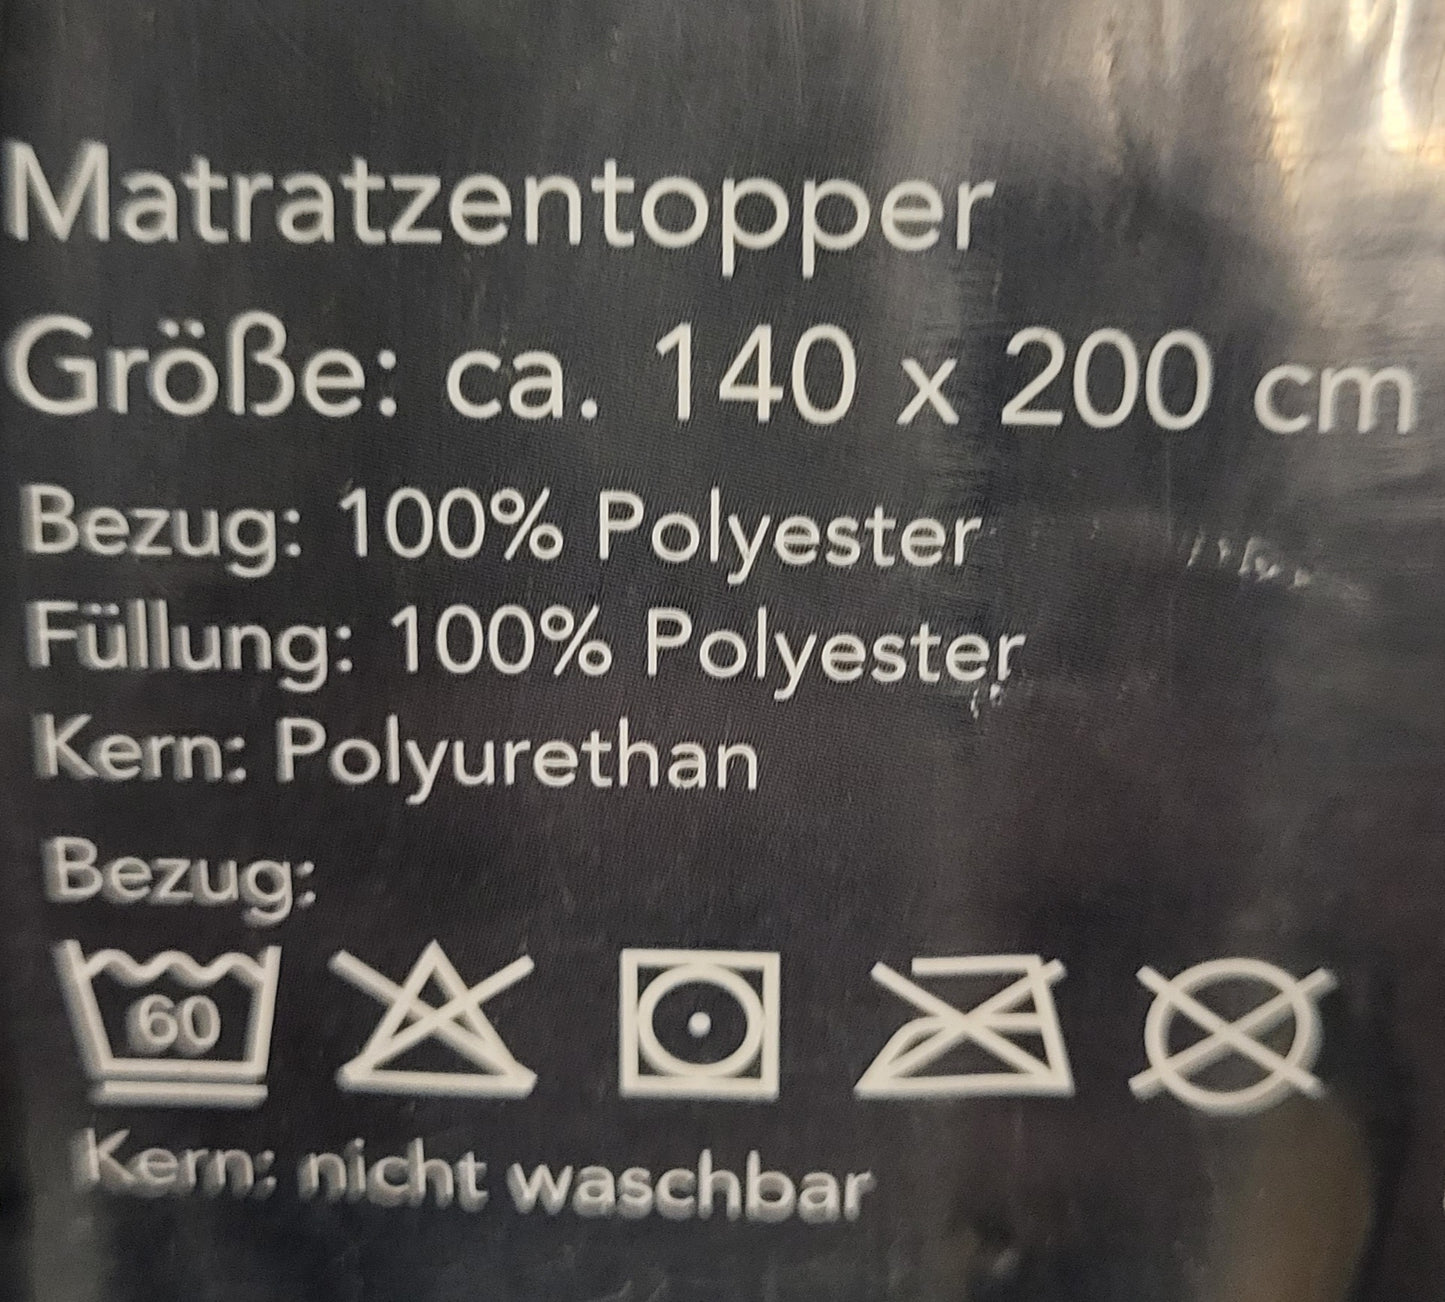 Matratzentopper
Größe: ca. 140 x 200 cm
Bezug: 100% Polyester
Füllung: 100% Polyester
Kern: Polyurethan
Bezug:
60
Kern: nicht waschbar